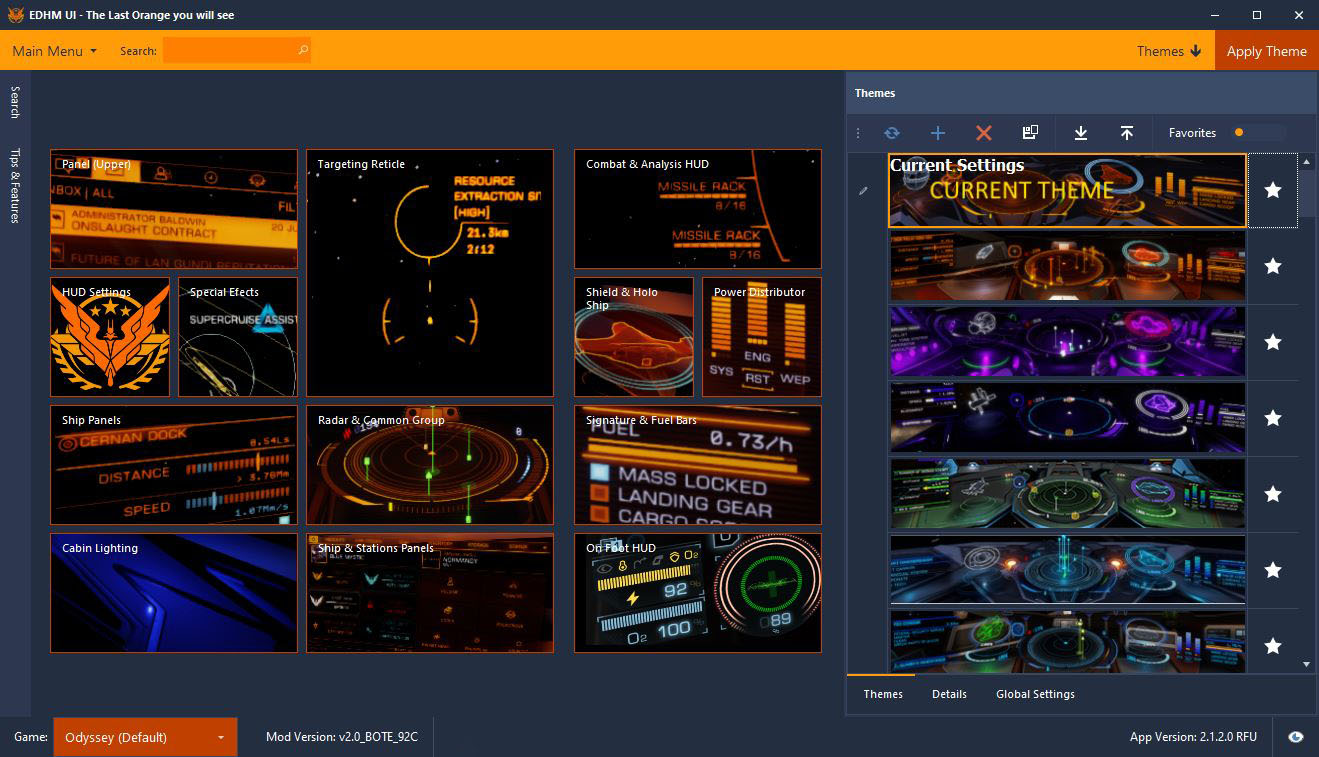 EDHM UI - The Last Orange you will see
Main Menu
Search:
Themes
Apply Theme
Search
Tips & Features
Panel (Upper)
NBOX | ALL
FIL
ADMINISTRATOR BALDWIN
20 JU
ONSLAUGHT CONTRACT
FUTURE OF LAN GUNDI REPUTATION
Targeting Reticle
RESOURCE
EXTRACTION SI
[HIGH]
21.3km
2:12
Combat & Analysis HUD
MISSILE RACK
8/16
MISSILE RACK
8/16
HUD Settings
Special Efects
SUPERCRUISE ASSIST
Shield & Holo
Ship
Power Distributor
ENG
SYS
RST
WEP
Ship Panels
CERNAN DOCK
0.54Ls
DISTANCE
> 3.76Mm
SPEED
1.07Mm/s
Radar & Common Group
0
Signature & Fuel Bars
FUEL
0.73/h
MASS LOCKED
LANDING GEAR
Cabin Lighting
Ship & Stations Panels
NORMANDY
On Foot HUD
O2
92
O2 100
89
Themes
Favorites
Current Settings
CURRENT THEME
Themes
Details
Global Settings
Game:
Odyssey (Default)
Mod Version: v2.0_BOTE_92C
App Version: 2.1.2.0 RFU